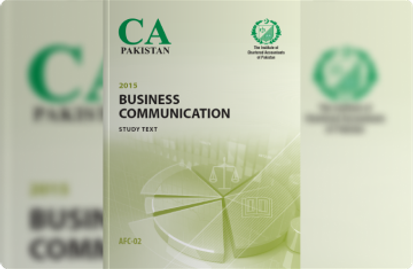 CA
PAKISTAN
The Institute of
Chartered Accountants
of Pakistan
2015
BUSINESS
COMMUNICATION
STUDY TEXT
AFC-02